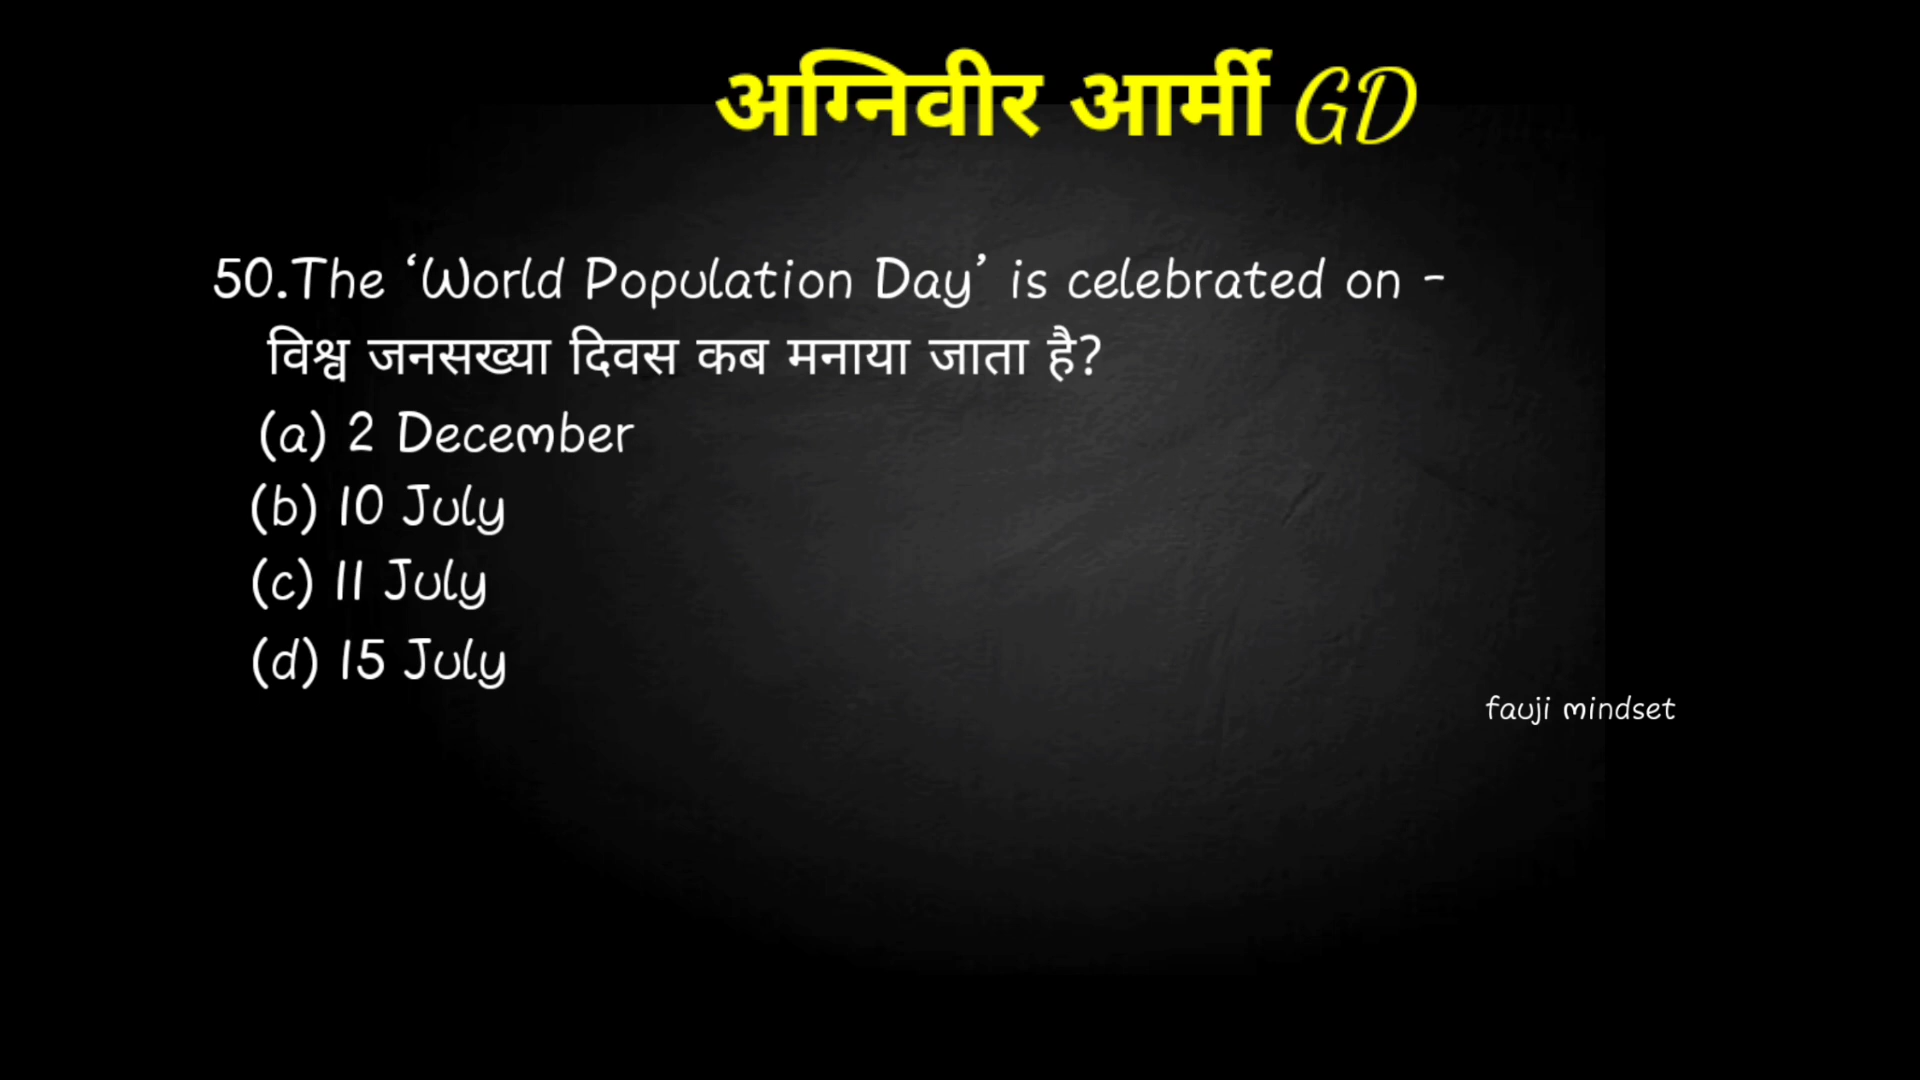 अग्निवीर आर्मी GD
50.The ‘World Population Day’ is celebrated on -
विश्व जनसख्या दिवस कब मनाया जाता है?
(a) 2 December
(b) 10 July
(c) 11 July
(d) 15 July
fauji mindset